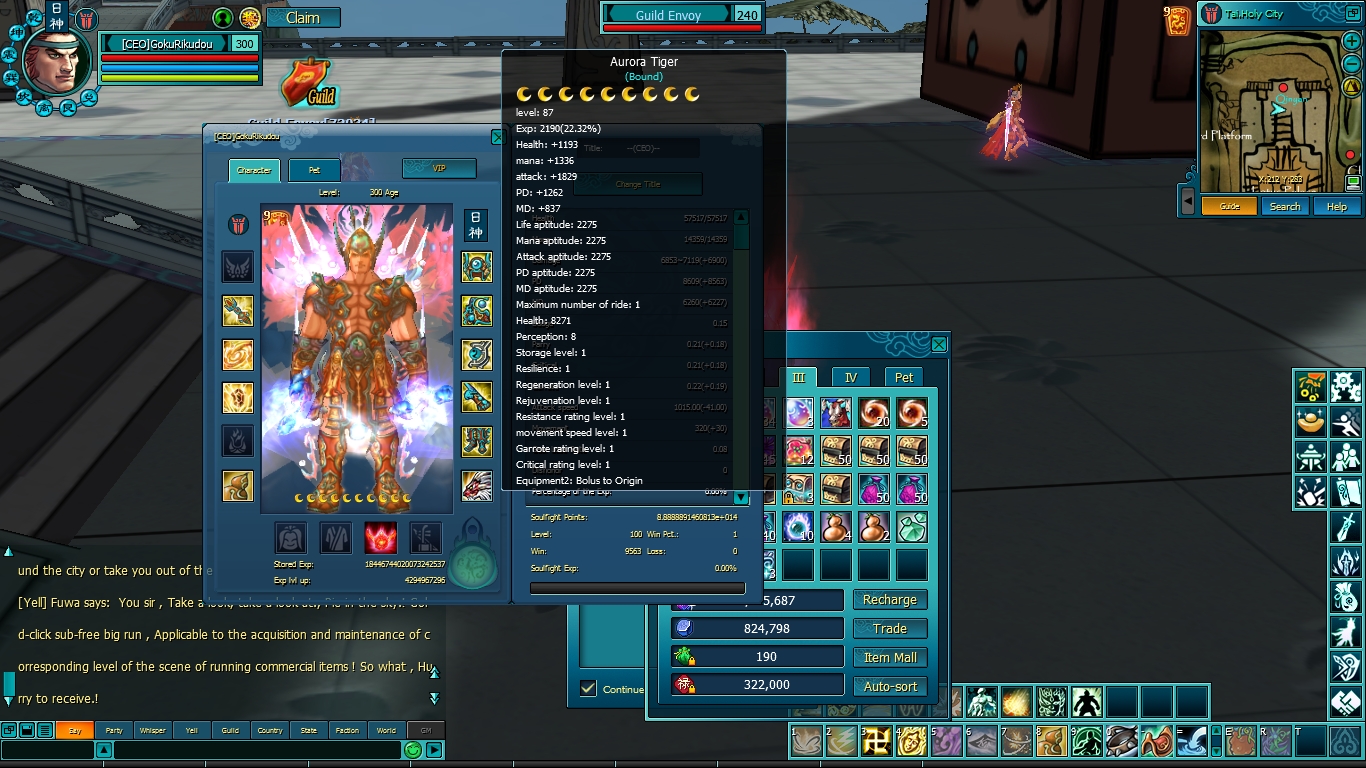 日
神
Claim
Guild Envoy
240
9
Tai.Holy City
[CEO]GokuRikudou
300
Guild
X:212 Y:283
Guide
Search
Help
[CEO]GokuRikudou
Character
Pet
VIP
Level:
300 Age
9
日
神
Stored Exp:
18446744020073242537
Exp lvl up:
4294967296
Aurora Tiger
(Bound)
level: 87
Exp: 2190(22.32%)
Health: +1193
mana: +1336
attack: +1829
PD: +1262
MD: +837
Life aptitude: 2275
Mana aptitude: 2275
Attack aptitude: 2275
PD aptitude: 2275
MD aptitude: 2275
Maximum number of ride: 1
Health: 8271
Perception: 8
Storage level: 1
Resilience: 1
Regeneration level: 1
Rejuvenation level: 1
Resistance rating level: 1
movement speed level: 1
Garrote rating level: 1
Critical rating level: 1
Equipment2: Bolus to Origin
Title:
--(CEO)--
Change Title
57517/57517
14359/14359
6853~7119(+6900)
8609(+8563)
6260(+6227)
0.15
0.21(+0.18)
0.21(+0.18)
0.22(+0.19)
1015.00(-41.00)
320(+30)
0.08
0
Percentage of the Exp:
0.00%
Soulfight Points:
8.8888891460813e+014
Level:
100
Win Pct.:
1
Win:
9563
Loss:
0
Soulfight Exp:
0.00%
III
IV
Pet
3
20
5
12
50
50
50
3
50
50
40
10
4
2
3
5,687
Recharge
824,798
Trade
190
Item Mall
322,000
Auto-sort
Continue
und the city or take you out of the
[Yell] Fuwa says: You sir , Take a look, take a look at!, Pie in the sky!. Gol
d-click sub-free big run , Applicable to the acquisition and maintenance of c
orresponding level of the scene of running commercial items ! So what , Hu
rry to receive.!
Say
Party
Whisper
Yell
Guild
Country
State
Faction
World
GM
1
2
3
4
5
6
7
8
9
0
-
=
E
R
T